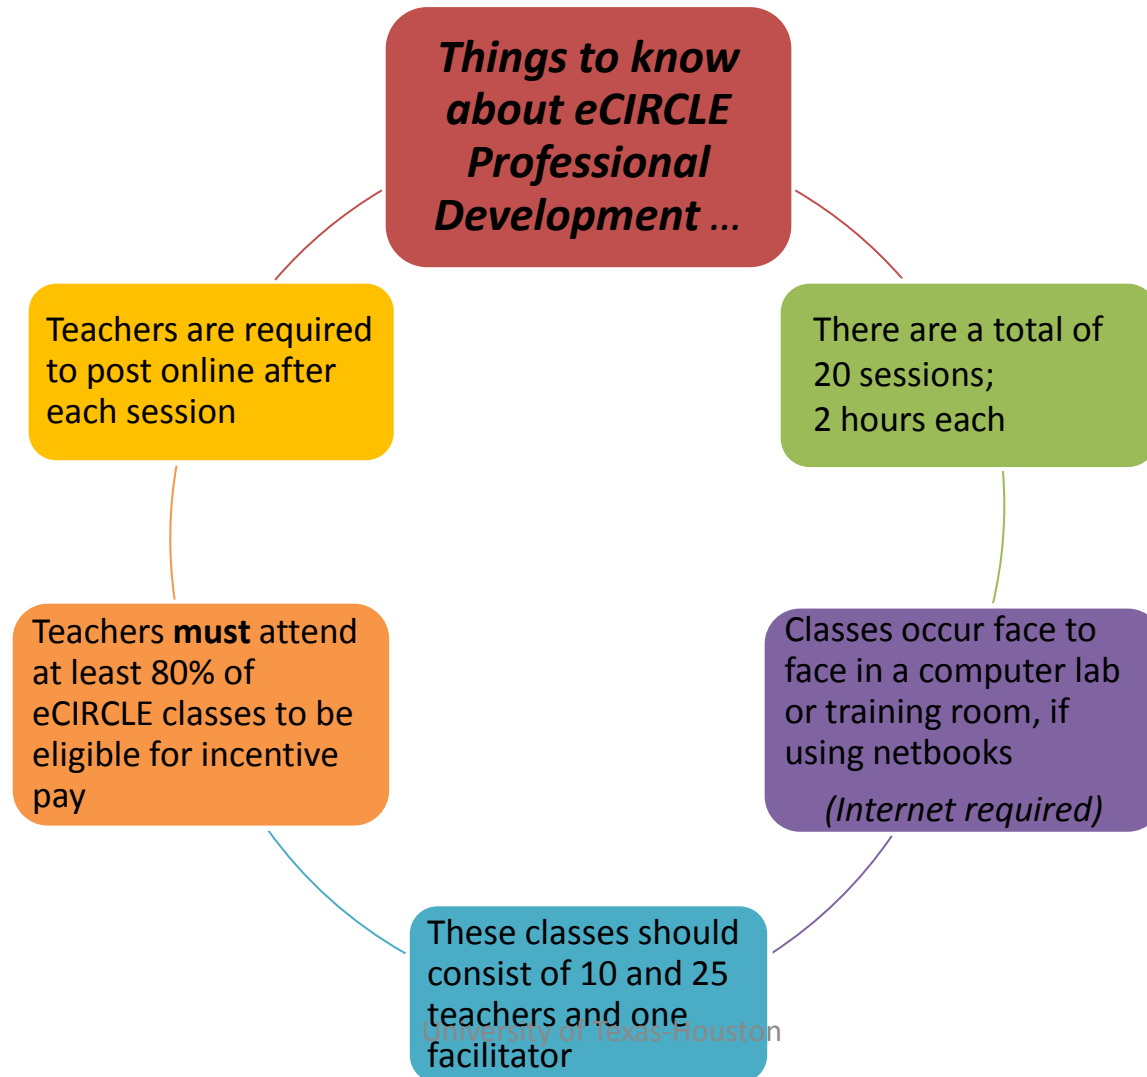 Things to know
about eCIRCLE
Professional
Development ...
There are a total of
20 sessions;
2 hours each
Classes occur face to
face in a computer lab
or training room, if
using netbooks
(Internet required)
These classes should
consist of 10 and 25
teachers and one
facilitator
University of Texas-Houston
Teachers must attend
at least 80% of
eCIRCLE classes to be
eligible for incentive
pay
Teachers are required
to post online after
each session